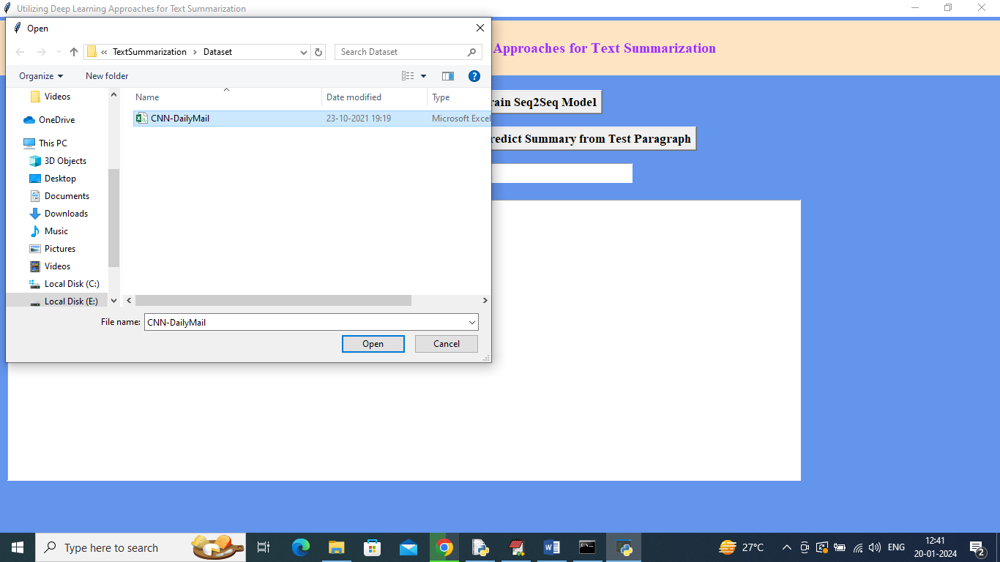 Utilizing Deep Learning Approaches for Text Summarization
Open
« TextSummarization › Dataset
Search Dataset
Approaches for Text Summarization
Organize
New folder
Name
Date modified
Type
Videos
OneDrive
This PC
3D Objects
Desktop
Documents
Downloads
Music
Pictures
Videos
Local Disk (C:)
Local Disk (E:)
CNN-DailyMail
23-10-2021 19:19
Microsoft Excel
rain Seq2Seq Model
redict Summary from Test Paragraph
File name:
CNN-DailyMail
Open
Cancel
Type here to search
27°C
ENG
12:41
20-01-2024
2